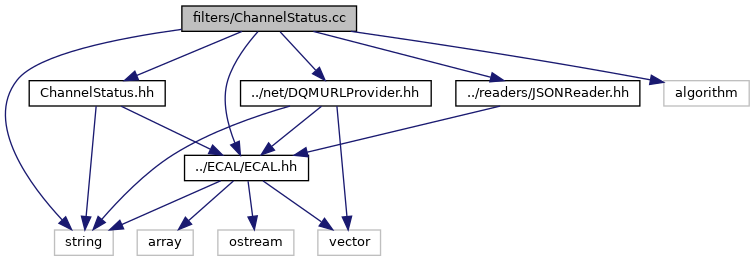 filters/ChannelStatus.cc
ChannelStatus.hh
../net/DQMURLProvider.hh
../readers/JSONReader.hh
algorithm
../ECAL/ECAL.hh
string
array
ostream
vector